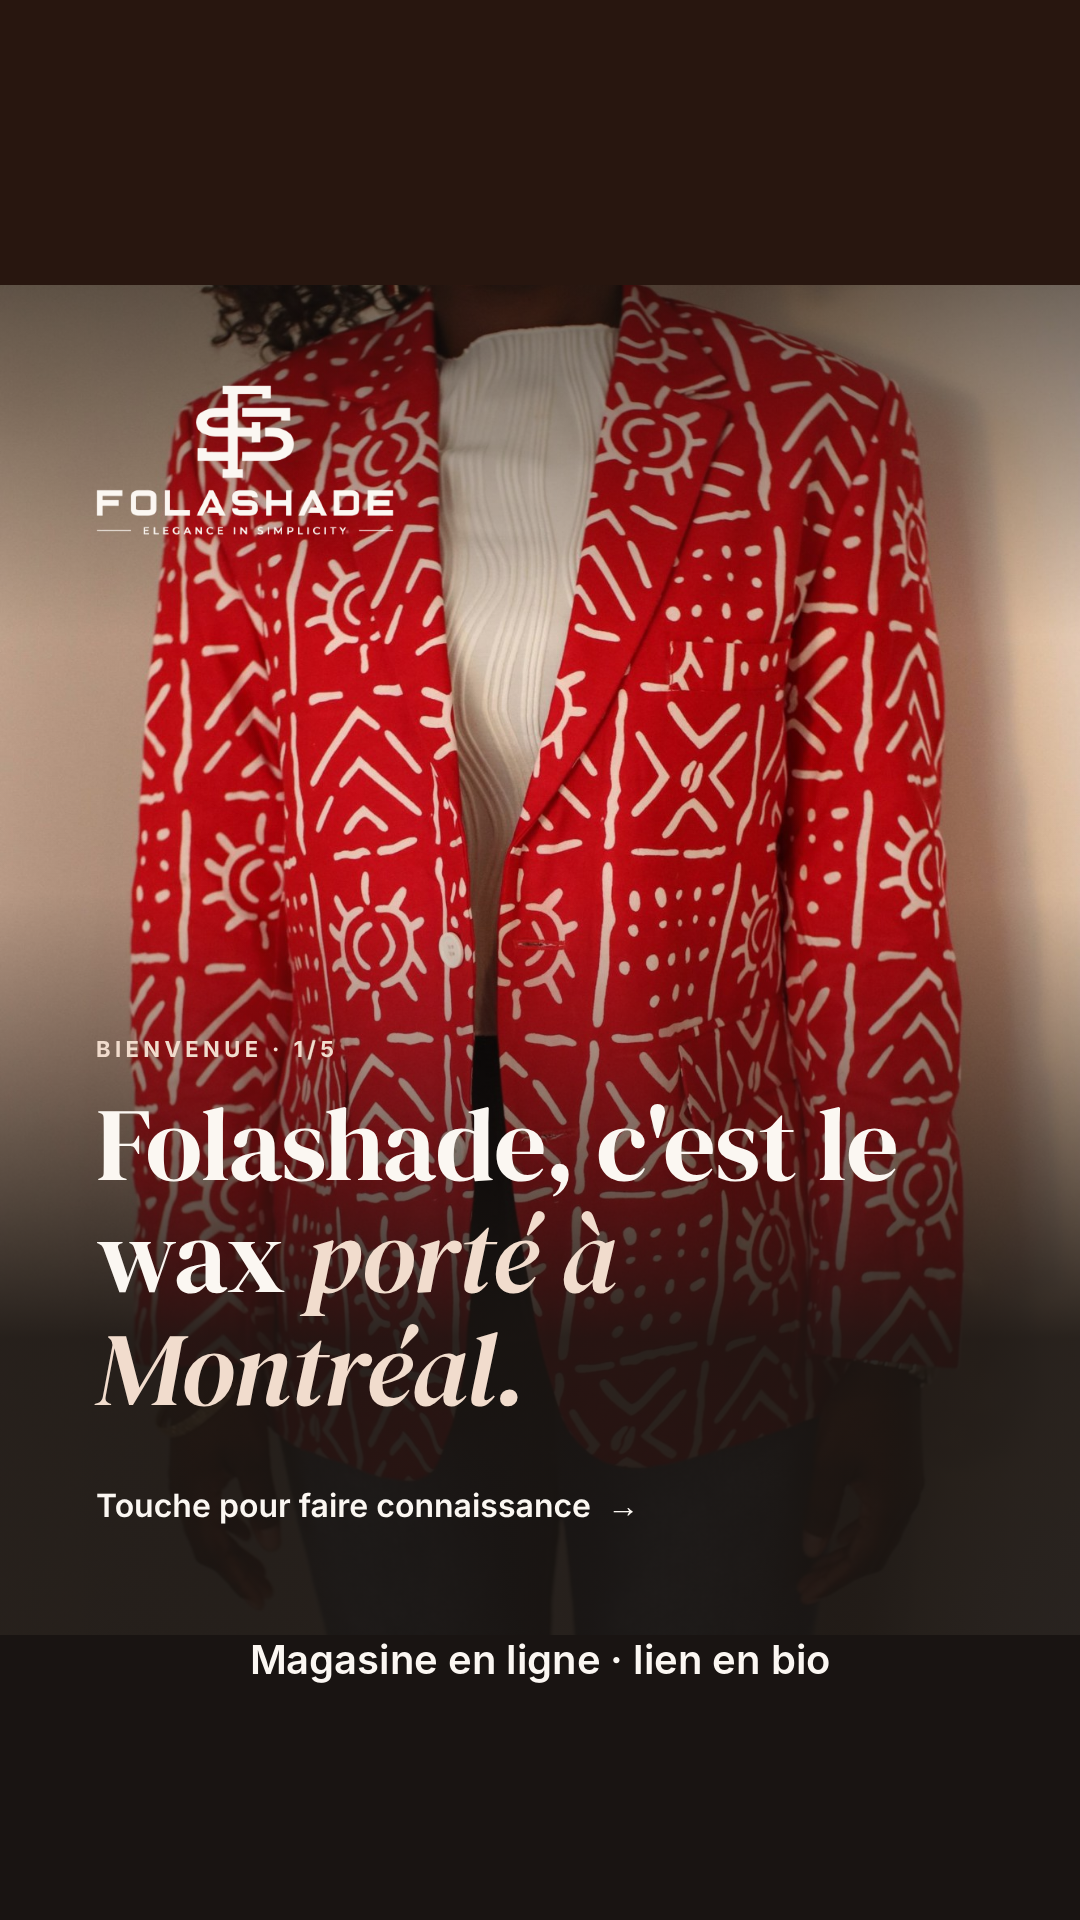 FOLASHADE
ELEGANCE IN SIMPLICITY
BIENVENUE · 1/5
Folashade, c'est le
wax porté à
Montréal.
Touche pour faire connaissance →
Magasine en ligne · lien en bio